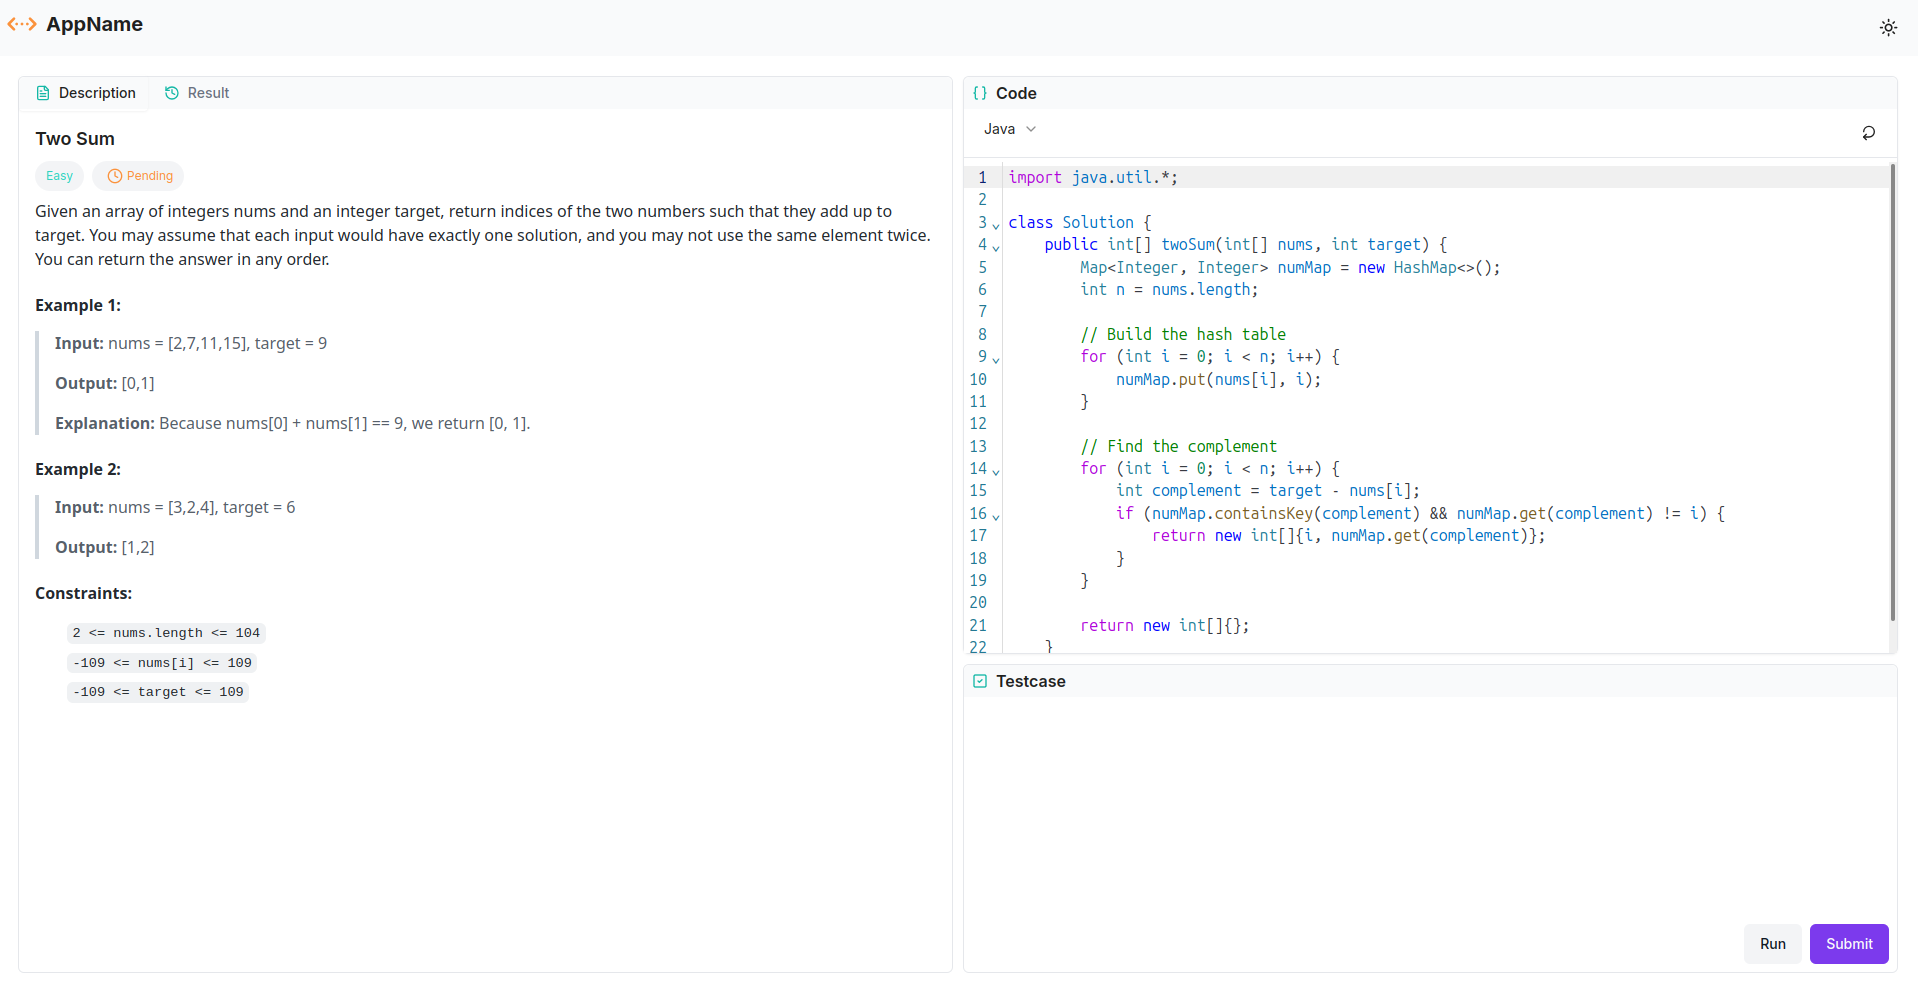 AppName
Description Result
Two Sum
Easy Pending
Given an array of integers nums and an integer target, return indices of the two numbers such that they add up to
target. You may assume that each input would have exactly one solution, and you may not use the same element twice.
You can return the answer in any order.
Example 1:
Input: nums = [2,7,11,15], target = 9
Output: [0,1]
Explanation: Because nums[0] + nums[1] == 9, we return [0, 1].
Example 2:
Input: nums = [3,2,4], target = 6
Output: [1,2]
Constraints:
2 <= nums.length <= 104
-109 <= nums[i] <= 109
-109 <= target <= 109
Code
Java
1 import java.util.*;
2
3 class Solution {
4     public int[] twoSum(int[] nums, int target) {
5         Map<Integer, Integer> numMap = new HashMap<>();
6         int n = nums.length;
7
8         // Build the hash table
9         for (int i = 0; i < n; i++) {
10             numMap.put(nums[i], i);
11         }
12
13         // Find the complement
14         for (int i = 0; i < n; i++) {
15             int complement = target - nums[i];
16             if (numMap.containsKey(complement) && numMap.get(complement) != i) {
17                 return new int[]{i, numMap.get(complement)};
18             }
19         }
20
21         return new int[]{};
22     }
Testcase
Run Submit